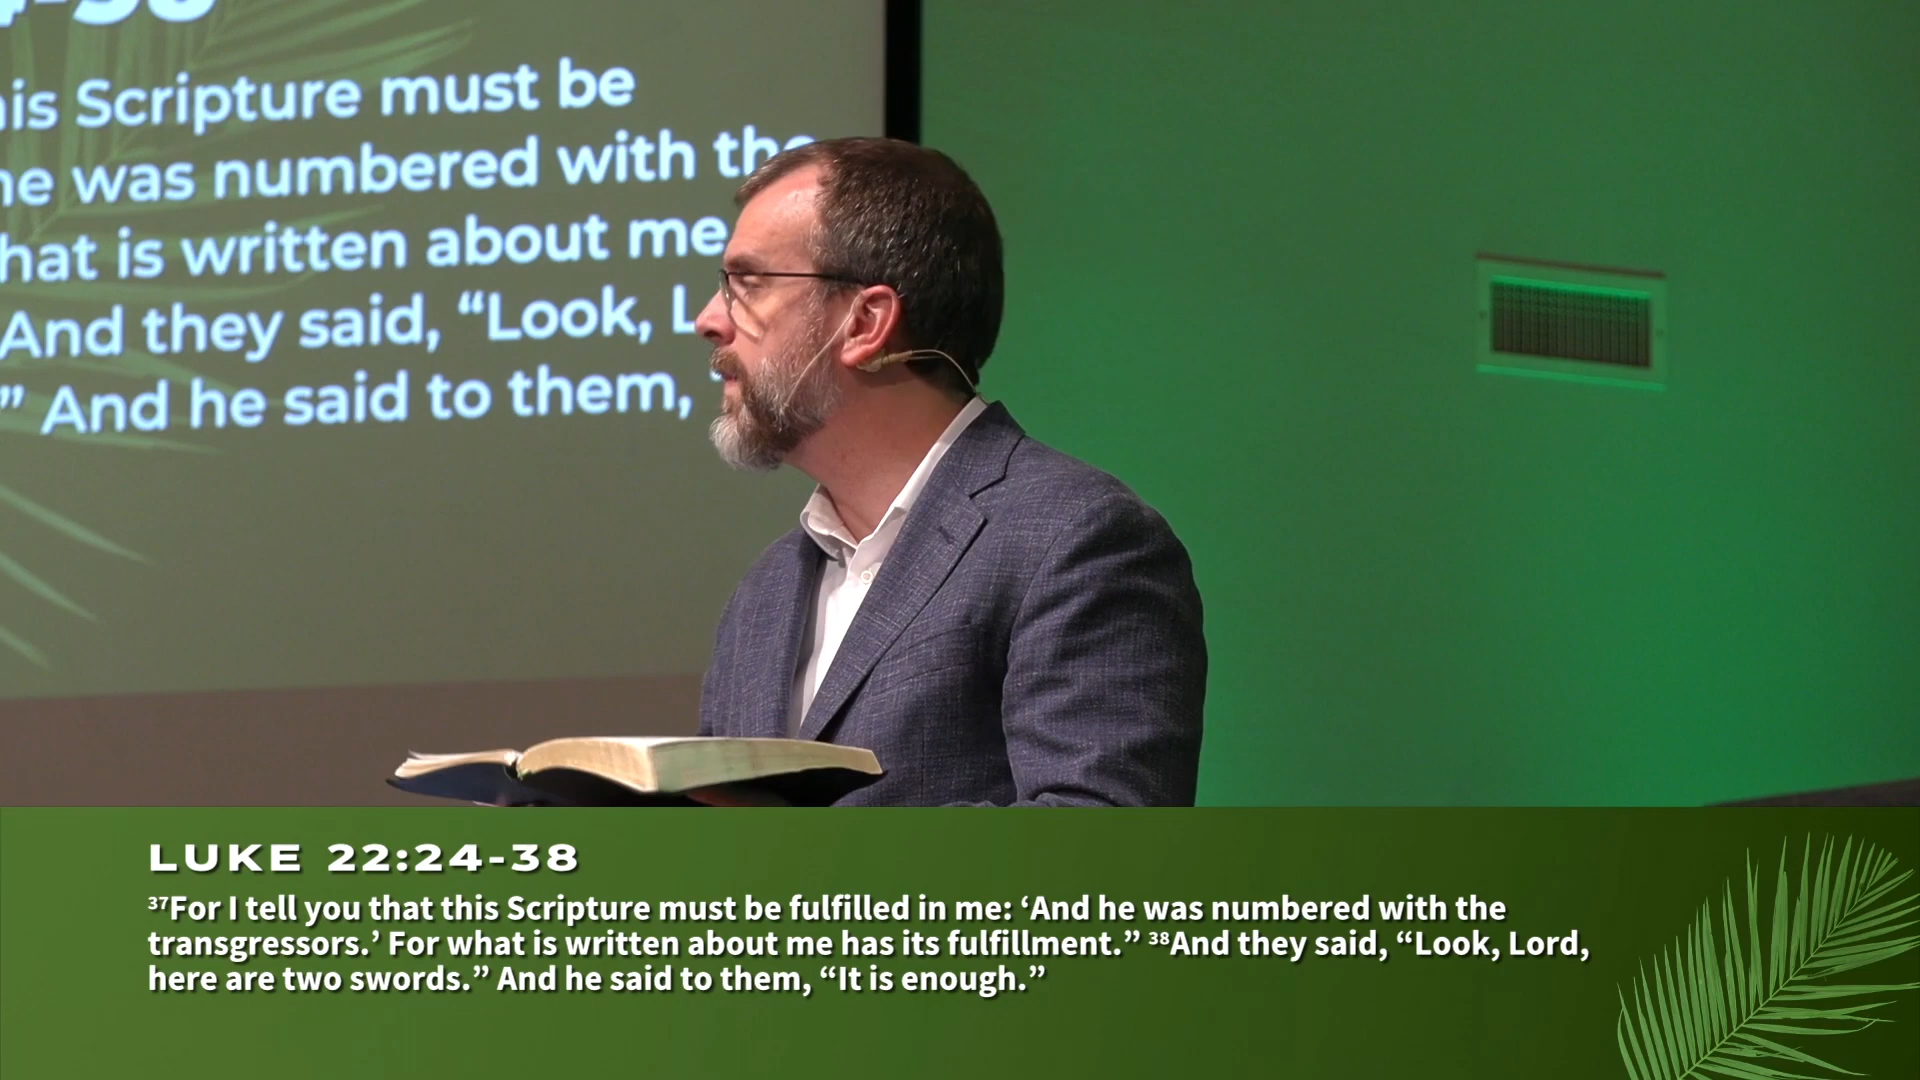 4-38
his Scripture must be
he was numbered with the
hat is written about me
And they said, “Look, L
” And he said to them,
LUKE 22:24-38
³⁷For I tell you that this Scripture must be fulfilled in me: ‘And he was numbered with the
transgressors.’ For what is written about me has its fulfillment.” ³⁸And they said, “Look, Lord,
here are two swords.” And he said to them, “It is enough.”